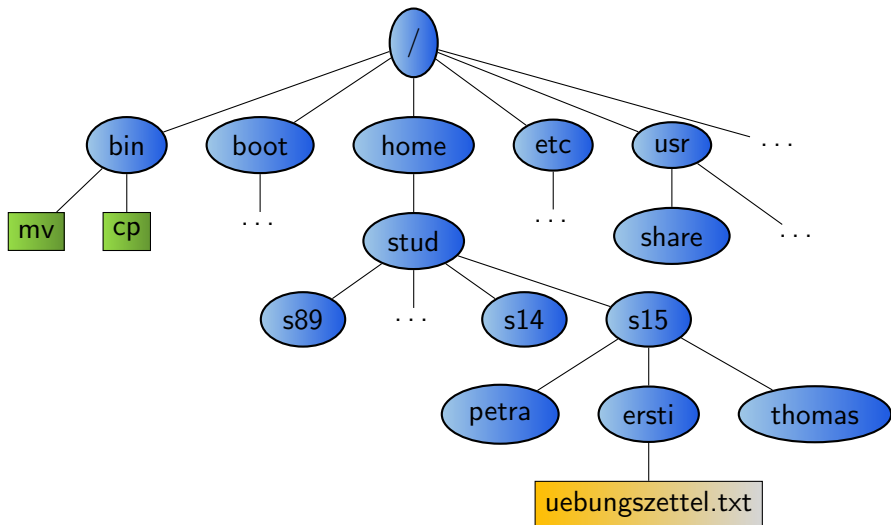 /
bin boot home etc usr . . .
mv cp . . . stud . . . share . . .
s89 . . . s14 s15
petra ersti thomas
uebungszettel.txt